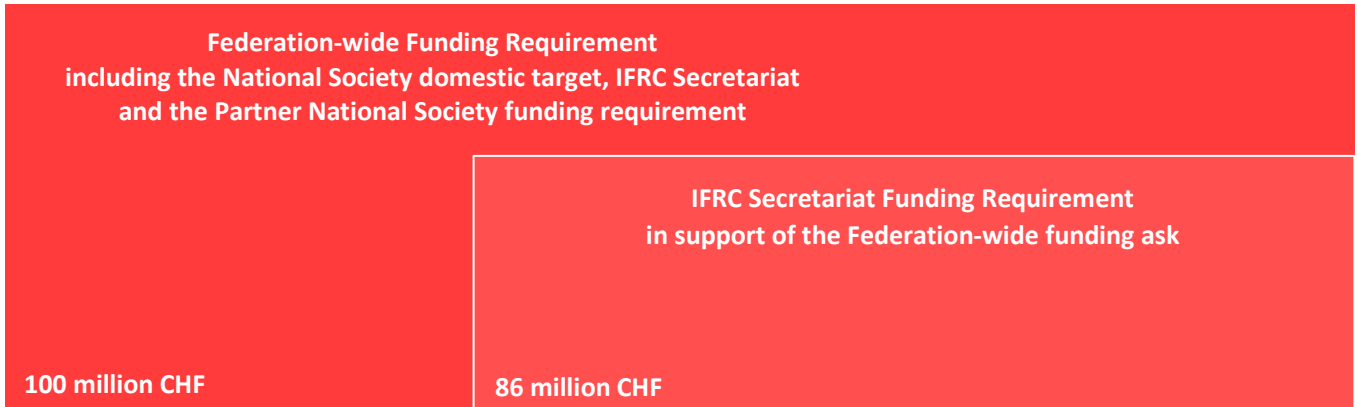 Federation-wide Funding Requirement
including the National Society domestic target, IFRC Secretariat
and the Partner National Society funding requirement
IFRC Secretariat Funding Requirement
in support of the Federation-wide funding ask
100 million CHF
86 million CHF